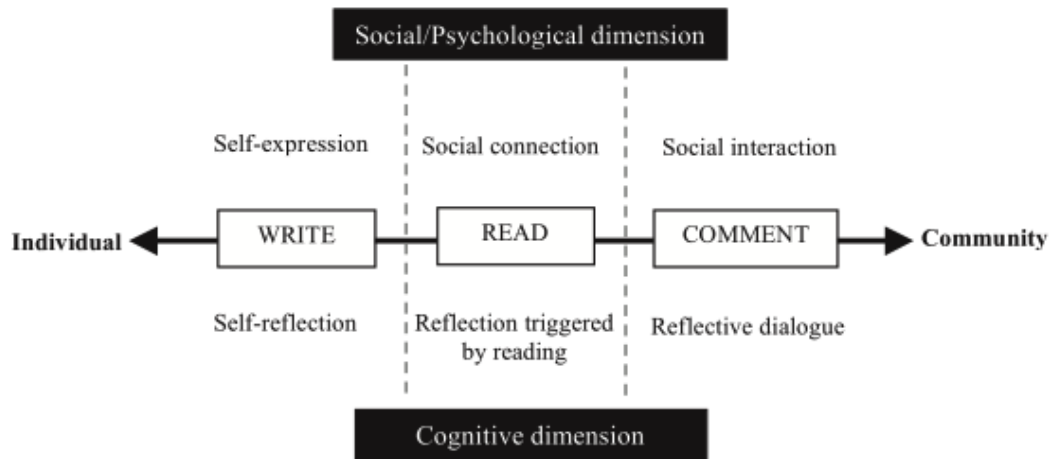 Social/Psychological dimension
Self-expression
Social connection
Social interaction
Individual
WRITE
READ
COMMENT
Community
Self-reflection
Reflection triggered
by reading
Reflective dialogue
Cognitive dimension